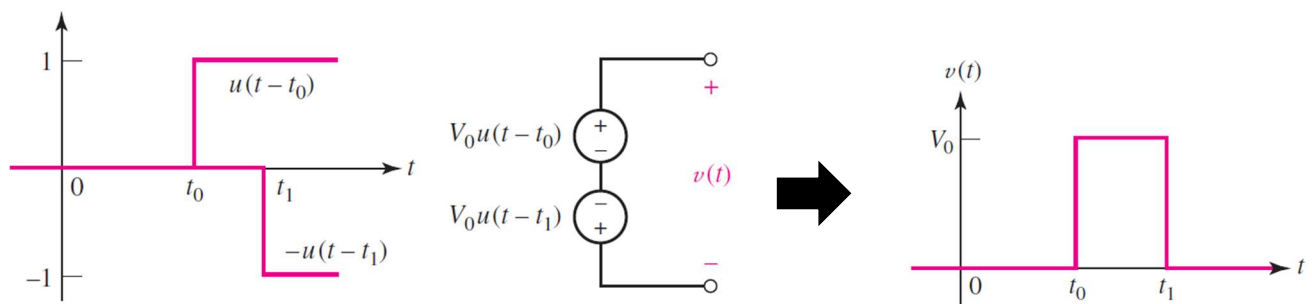 1
u(t − t₀)
0
t₀
t₁
t
−u(t − t₁)
−1
V₀u(t − t₀)
+
−
V₀u(t − t₁)
−
+
+
v(t)
−
v(t)
V₀
0
t₀
t₁
t